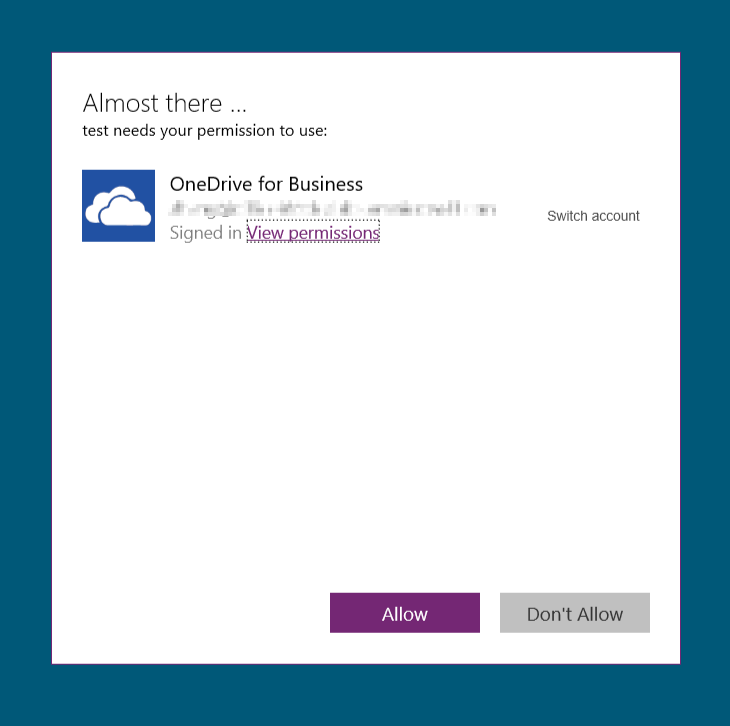 Almost there ...
test needs your permission to use:
OneDrive for Business
Switch account
Signed in View permissions
Allow
Don't Allow